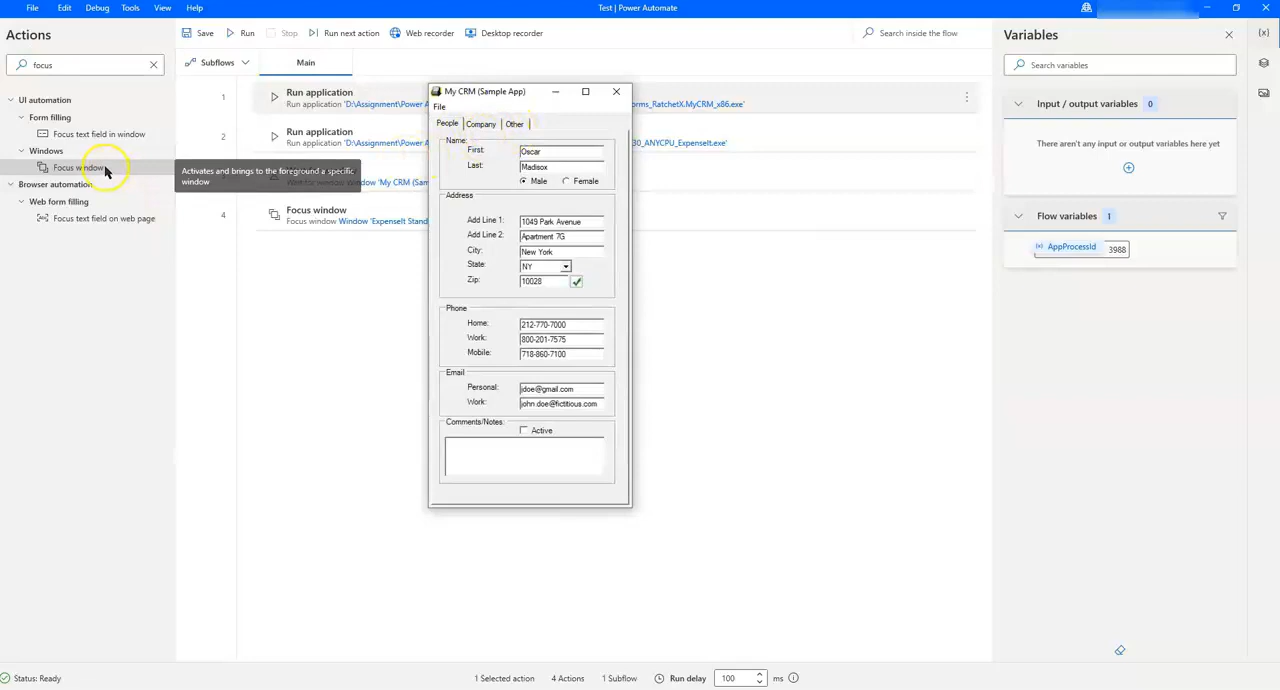 File Edit Debug Tools View Help
Test | Power Automate
Actions
focus
UI automation
Form filling
Focus text field in window
Windows
Focus window
Browser automation
Web form filling
Focus text field on web page
Activates and brings to the foreground a specific
window
Save Run Stop Run next action Web recorder Desktop recorder
Search inside the flow
Subflows Main
1 Run application
Run application 'D:\Assignment\Power A
orms_RatchetX.MyCRM_x86.exe'
2 Run application
Run application 'D:\Assignment\Power A
30_ANYCPU_ExpenseIt.exe'
window 'My CRM (Sam
4 Focus window
Focus window Window 'ExpenseIt Stand
My CRM (Sample App)
File
People Company Other
Name:
First: Oscar
Last: Madisox
Male Female
Address
Add Line 1: 1049 Park Avenue
Add Line 2: Apartment 7G
City: New York
State: NY
Zip: 10028
Phone
Home: 212-770-7000
Work: 800-201-7575
Mobile: 718-860-7100
Email
Personal: jdoe@gmail.com
Work: john doe@fictitious.com
Comments/Notes:
Active
Variables
{x}
Search variables
Input / output variables 0
There aren't any input or output variables here yet
Flow variables 1
(x) AppProcessId 3988
Status: Ready
1 Selected action 4 Actions 1 Subflow Run delay 100 ms